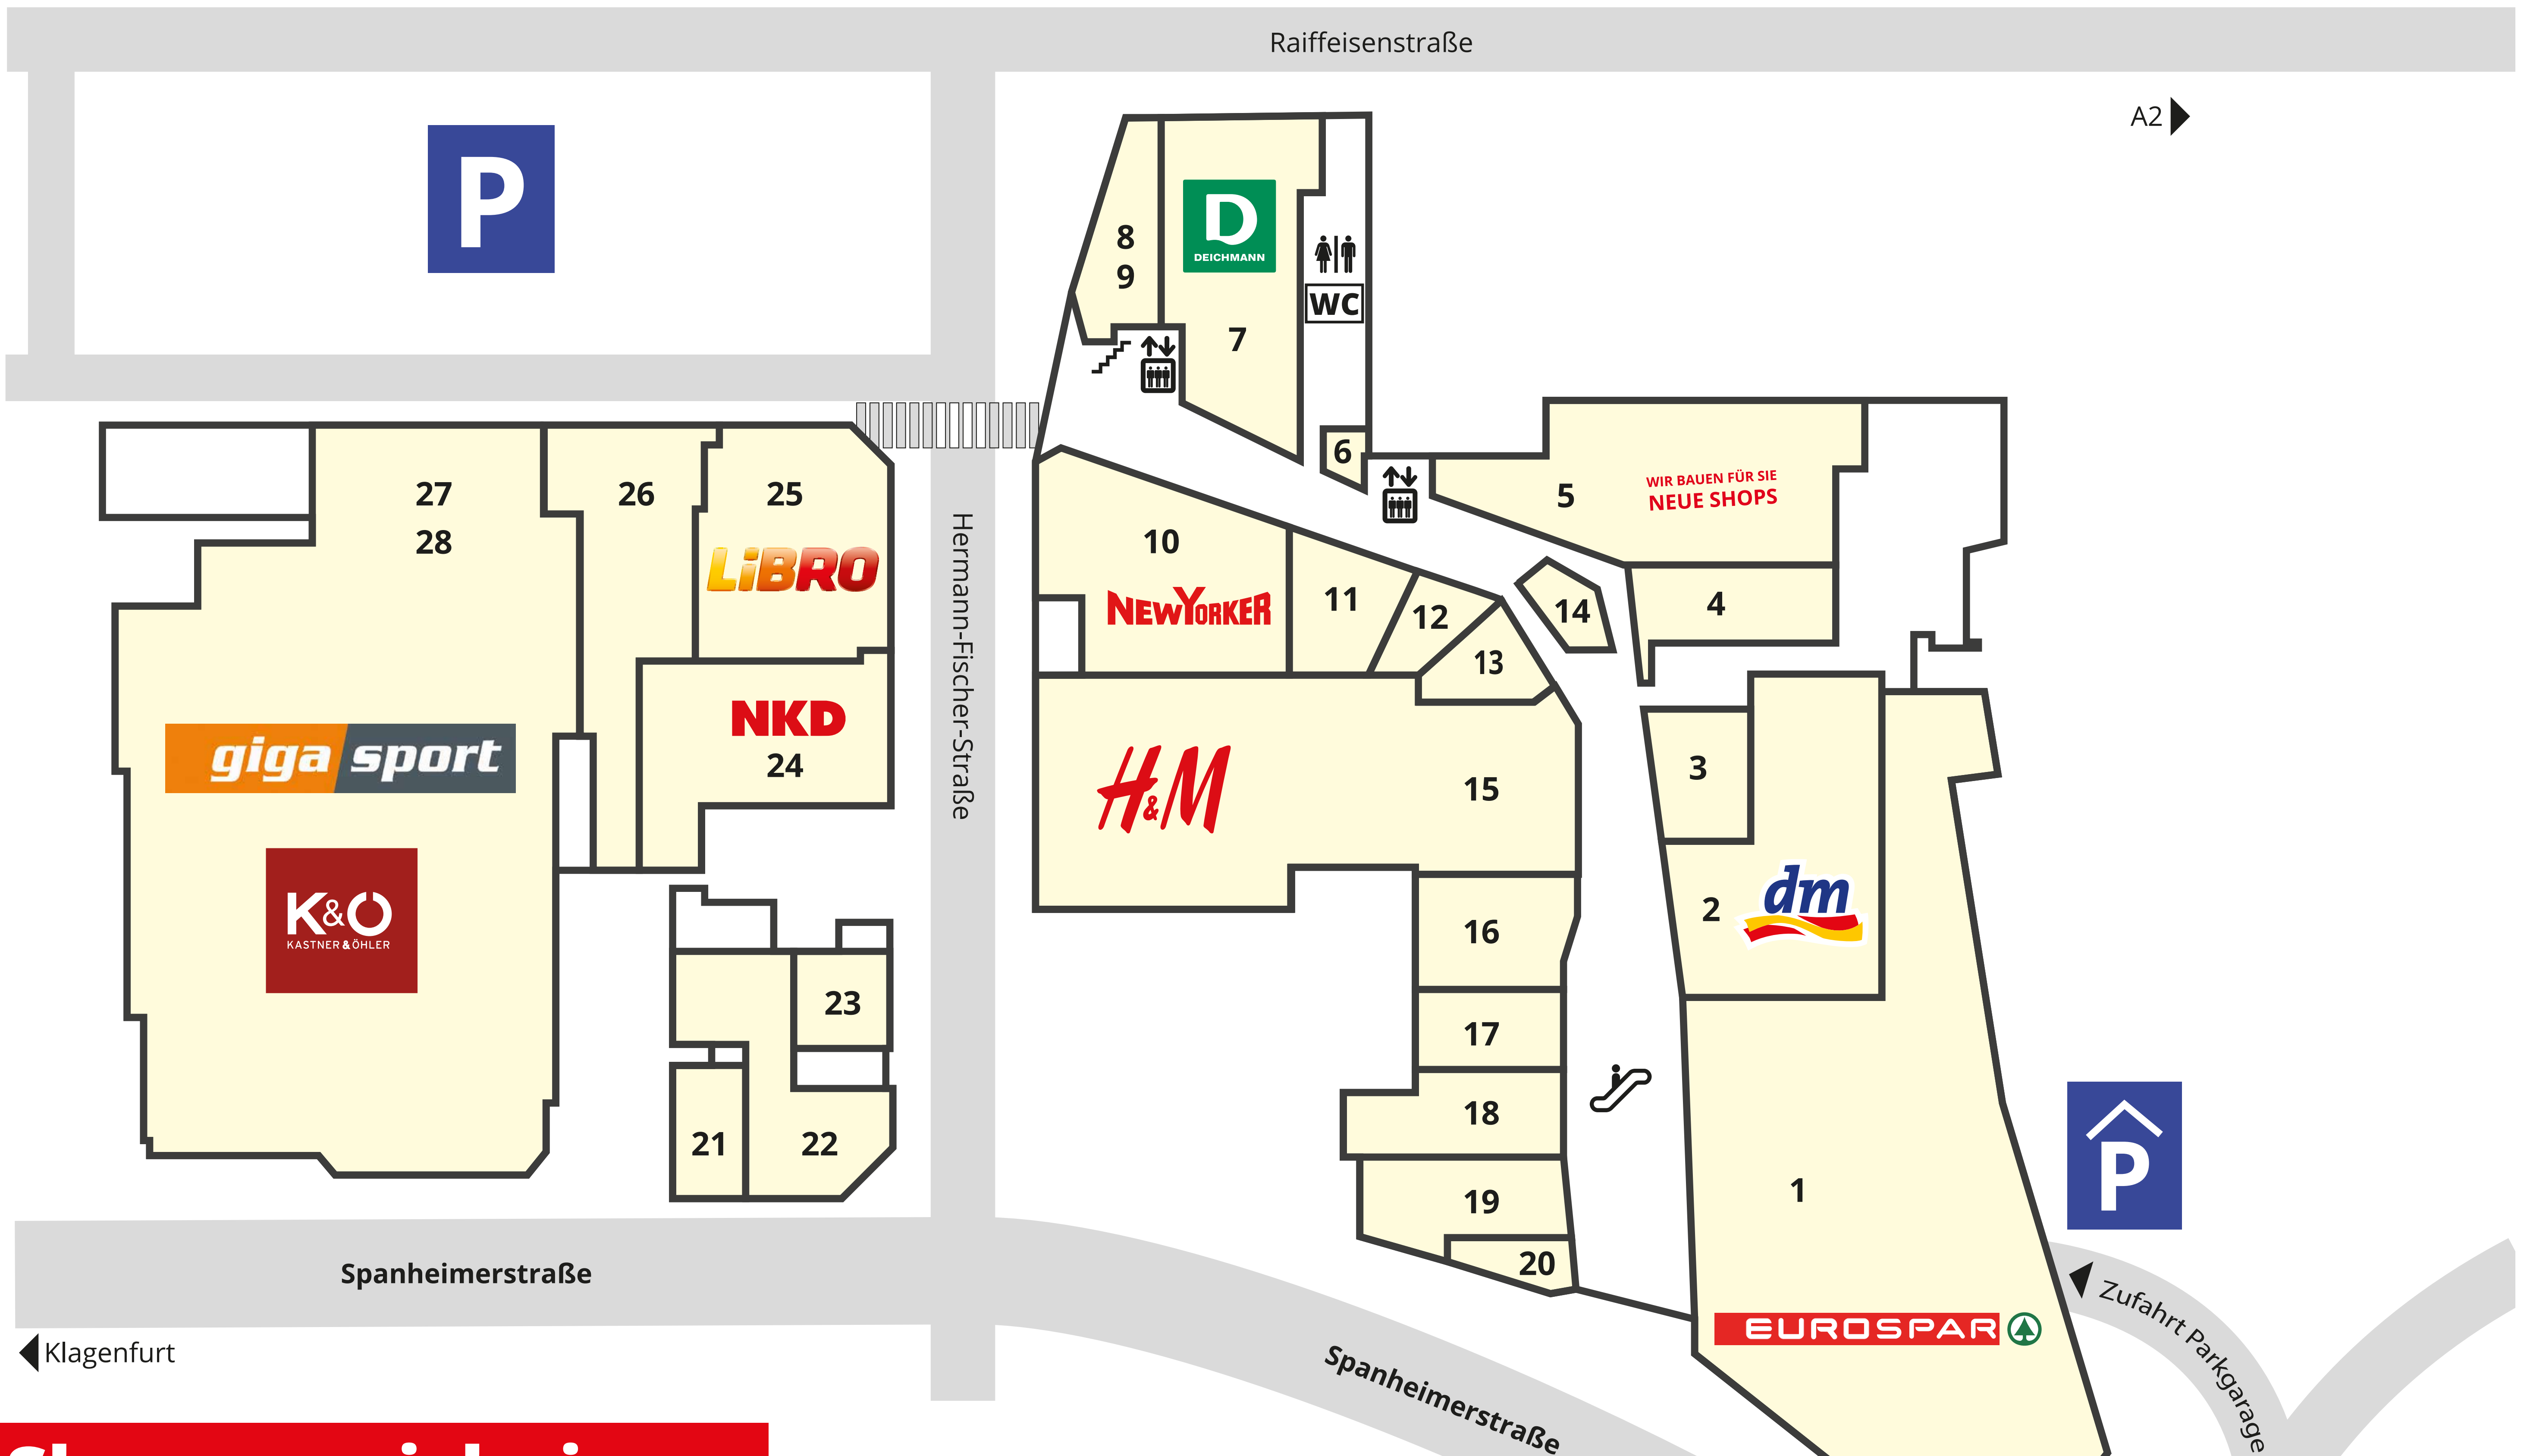 Raiffeisenstraße
A2
P
8
9
D
DEICHMANN
WC
7
6
5
WIR BAUEN FÜR SIE
NEUE SHOPS
27
28
26
25
LiBRO
Hermann-Fischer-Straße
10
NEWYORKER
11
12
13
14
4
giga sport
NKD
24
H&M
15
3
K&Ö
KASTNER & ÖHLER
2
dm
16
23
17
18
21
22
19
1
P
20
Spanheimerstraße
Klagenfurt
Spanheimerstraße
EUROSPAR
Zufahrt Parkgarage